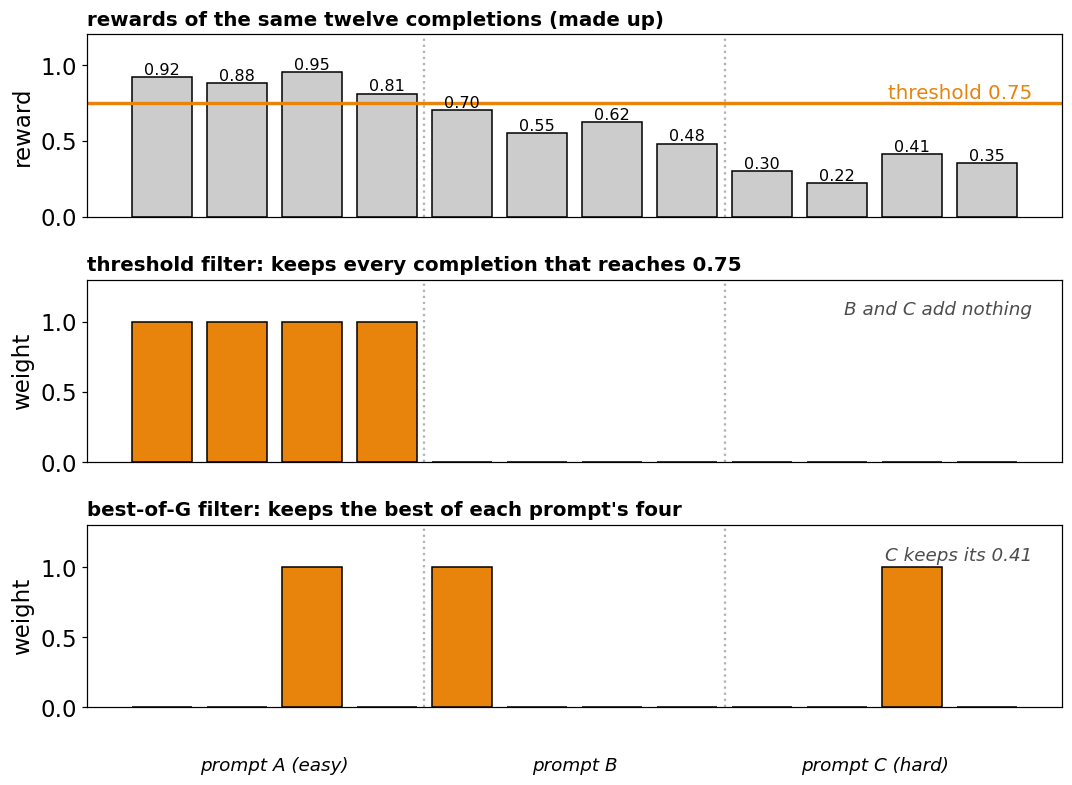 rewards of the same twelve completions (made up)
reward
1.0
0.5
0.0
0.92
0.88
0.95
0.81
0.70
0.55
0.62
0.48
0.30
0.22
0.41
0.35
threshold 0.75
threshold filter: keeps every completion that reaches 0.75
weight
1.0
0.5
0.0
B and C add nothing
best-of-G filter: keeps the best of each prompt's four
weight
1.0
0.5
0.0
C keeps its 0.41
prompt A (easy)
prompt B
prompt C (hard)